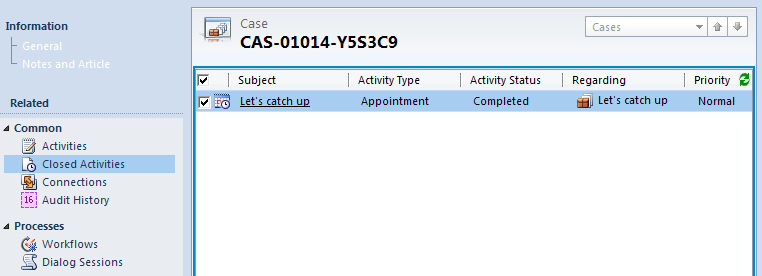 Information
General
Notes and Article
Related
Common
Activities
Closed Activities
Connections
16 Audit History
Processes
Workflows
Dialog Sessions
Case
CAS-01014-Y5S3C9
Cases
Subject Activity Type Activity Status Regarding Priority
Let's catch up Appointment Completed Let's catch up Normal